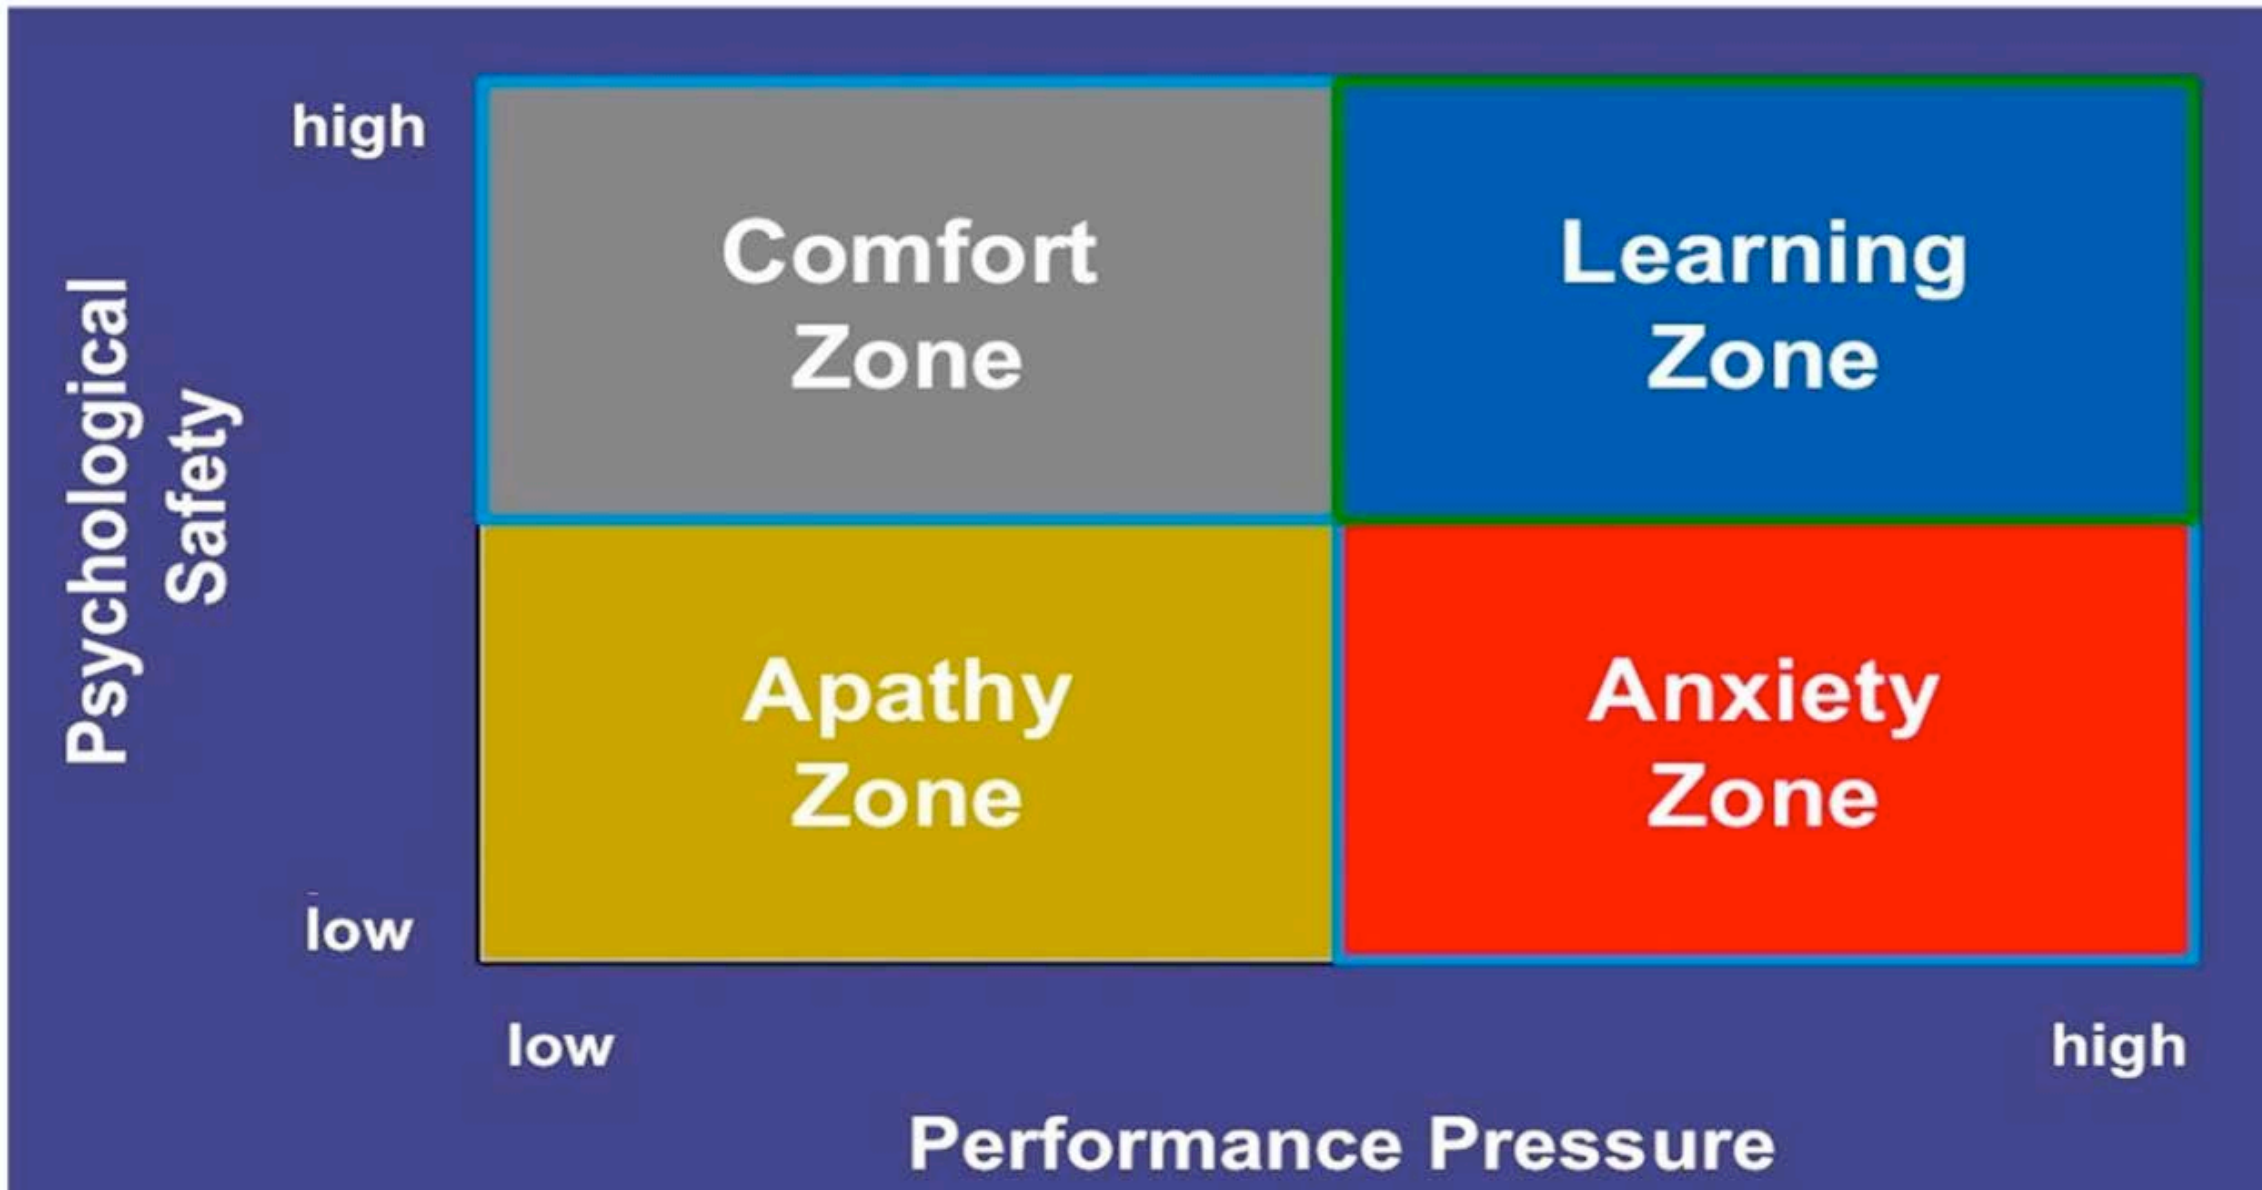 high
Comfort
Zone
Learning
Zone
Psychological
Safety
Apathy
Zone
Anxiety
Zone
low
low
high
Performance Pressure